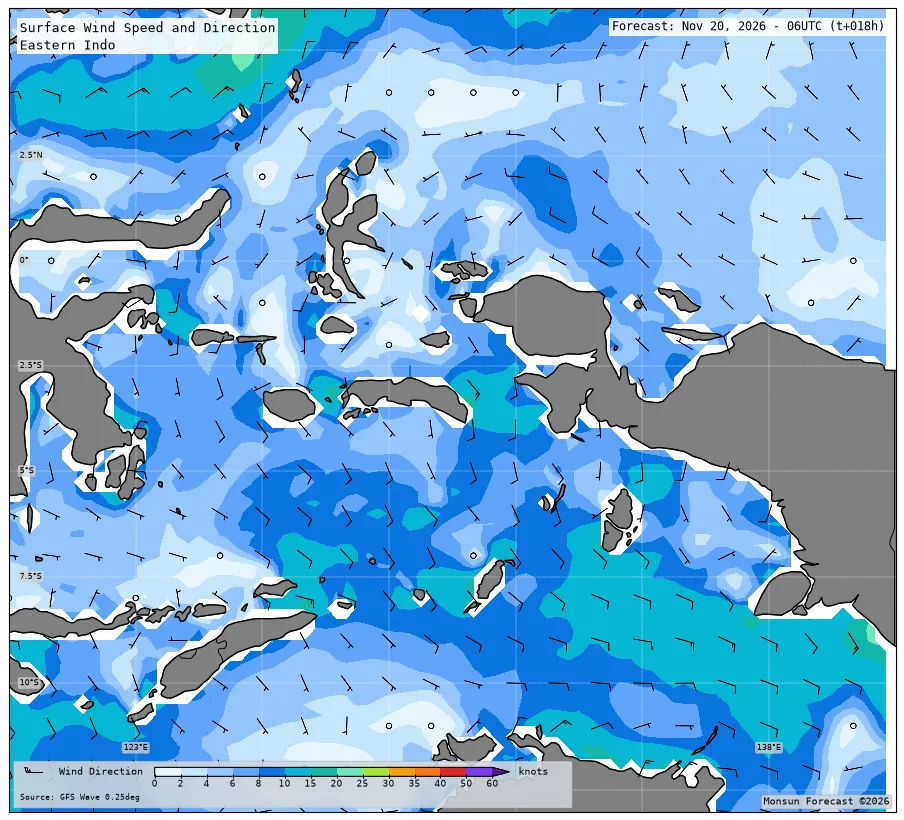 Surface Wind Speed and Direction
Eastern Indo
Forecast: Nov 20, 2026 - 06UTC (t+018h)
2.5°N
0°
2.5°S
5°S
7.5°S
10°S
123°E
138°E
Wind Direction
knots
0 2 4 6 8 10 15 20 25 30 35 40 50 60
Source: GFS Wave 0.25deg
Monsun Forecast ©2026